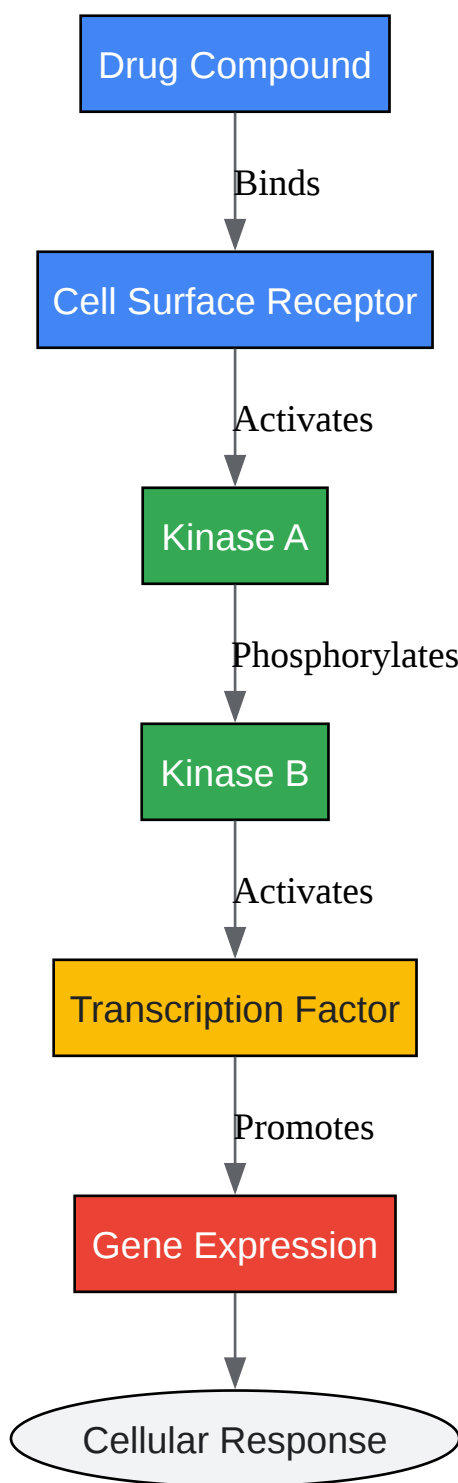 Drug Compound
Binds
Cell Surface Receptor
Activates
Kinase A
Phosphorylates
Kinase B
Activates
Transcription Factor
Promotes
Gene Expression
Cellular Response